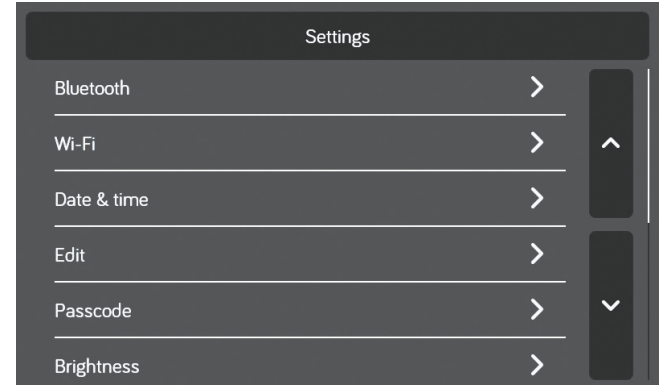 Settings
Bluetooth
Wi-Fi
Date & time
Edit
Passcode
Brightness